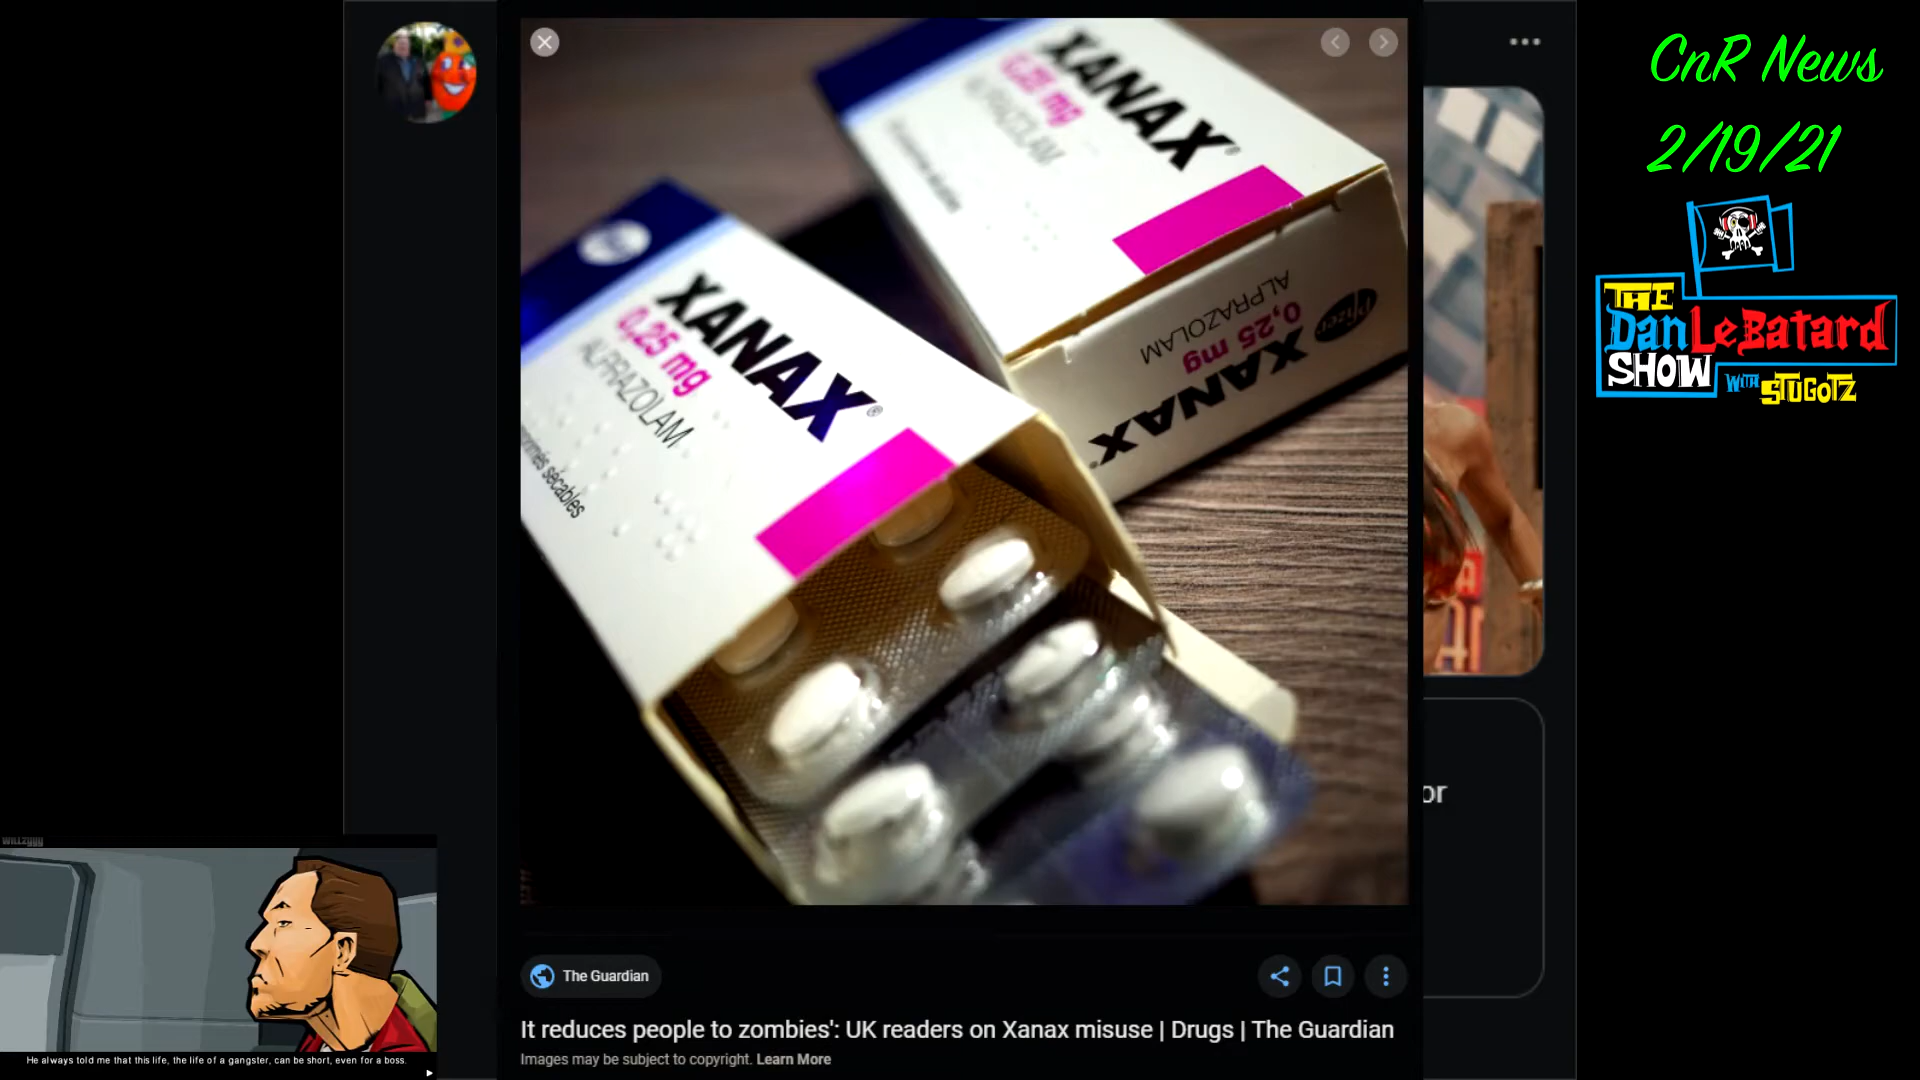 CnR News
2/19/21
THE
Dan LeBatard
SHOW
WITH STUGOTZ
XANAX®
0,25 mg
ALPRAZOLAM
XANAX®
0,25 mg
ALPRAZOLAM
sécables
Pfizer
XANAX®
0,25 mg
ALPRAZOLAM
or
The Guardian
It reduces people to zombies': UK readers on Xanax misuse | Drugs | The Guardian
Images may be subject to copyright. Learn More
He always told me that this life, the life of a gangster, can be short, even for a boss.